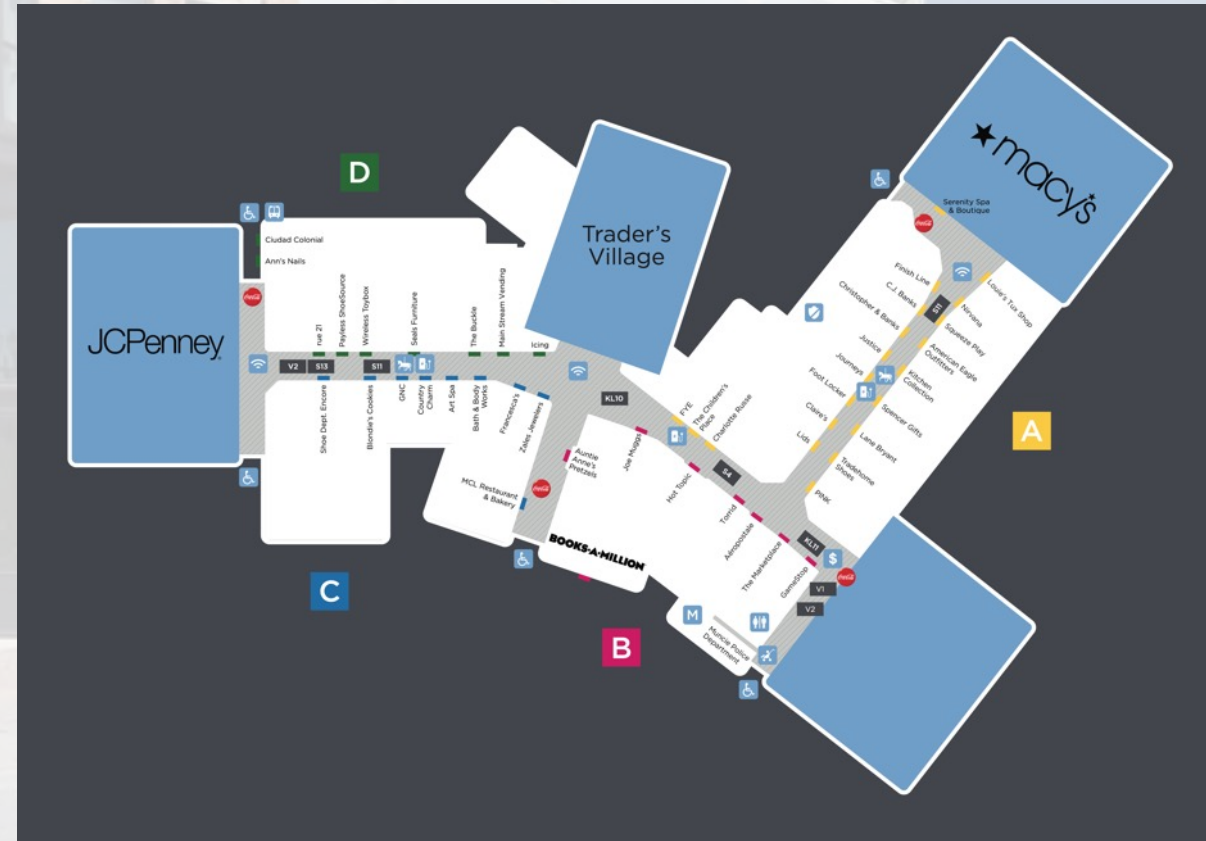 macy's
Serenity Spa
& Boutique
D
Trader's
Village
Ciudad Colonial
Ann's Nails
JCPenney
rue 21
Payless ShoeSource
Wireless Toybox
Seals Furniture
The Buckle
Main Stream Vending
Icing
V2
S13
S11
KL10
Shoe Dept. Encore
Blondie's Cookies
GNC
Country
Charm
Art Spa
Bath & Body
Works
Francesca's
Zales Jewelers
MCL Restaurant
& Bakery
Auntie
Anne's
Pretzels
BOOKS-A-MILLION
C
B
Joe Muggs
Hot Topic
Torrid
Aéropostale
The Marketplace
GameStop
FYE
The Children's
Place
Charlotte Russe
S4
KL11
$
V1
V2
M
Muncie Police
Department
Finish Line
C.J. Banks
Christopher & Banks
Justice
Journeys
Foot Locker
Claire's
Lids
S11
Louie's Tux Shop
Nirvana
Squeeze Play
American Eagle
Outfitters
Kitchen
Collection
Spencer Gifts
Lane Bryant
Tradehome
Shoes
PINK
A